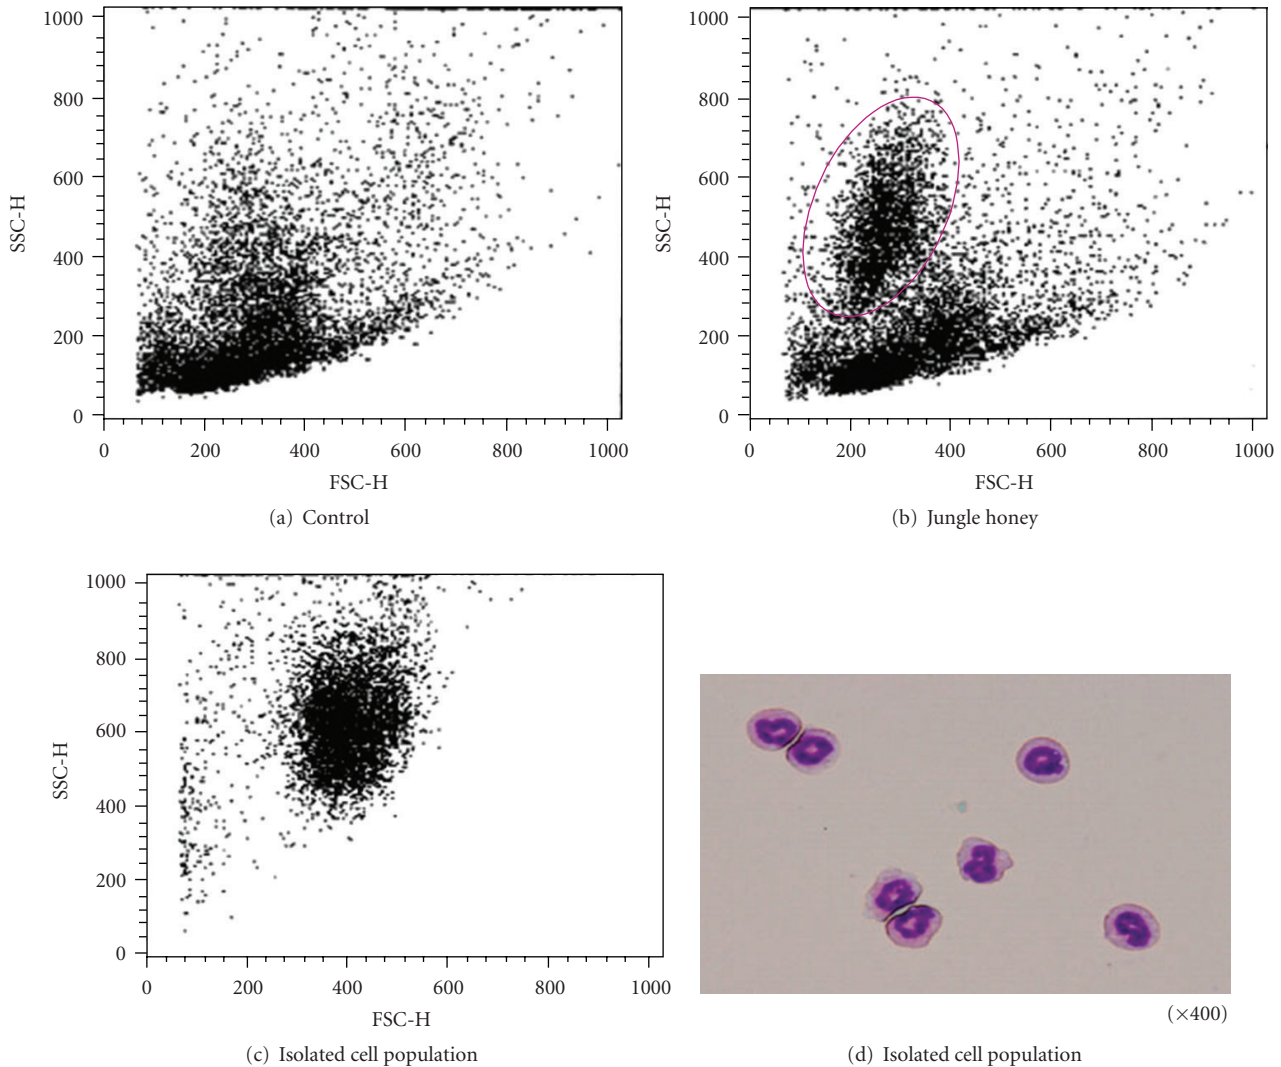 1000
800
600
400
200
0
SSC-H
0 200 400 600 800 1000
FSC-H
(a) Control
1000
800
600
400
200
0
SSC-H
0 200 400 600 800 1000
FSC-H
(b) Jungle honey
1000
800
600
400
200
0
SSC-H
0 200 400 600 800 1000
FSC-H
(c) Isolated cell population
(×400)
(d) Isolated cell population